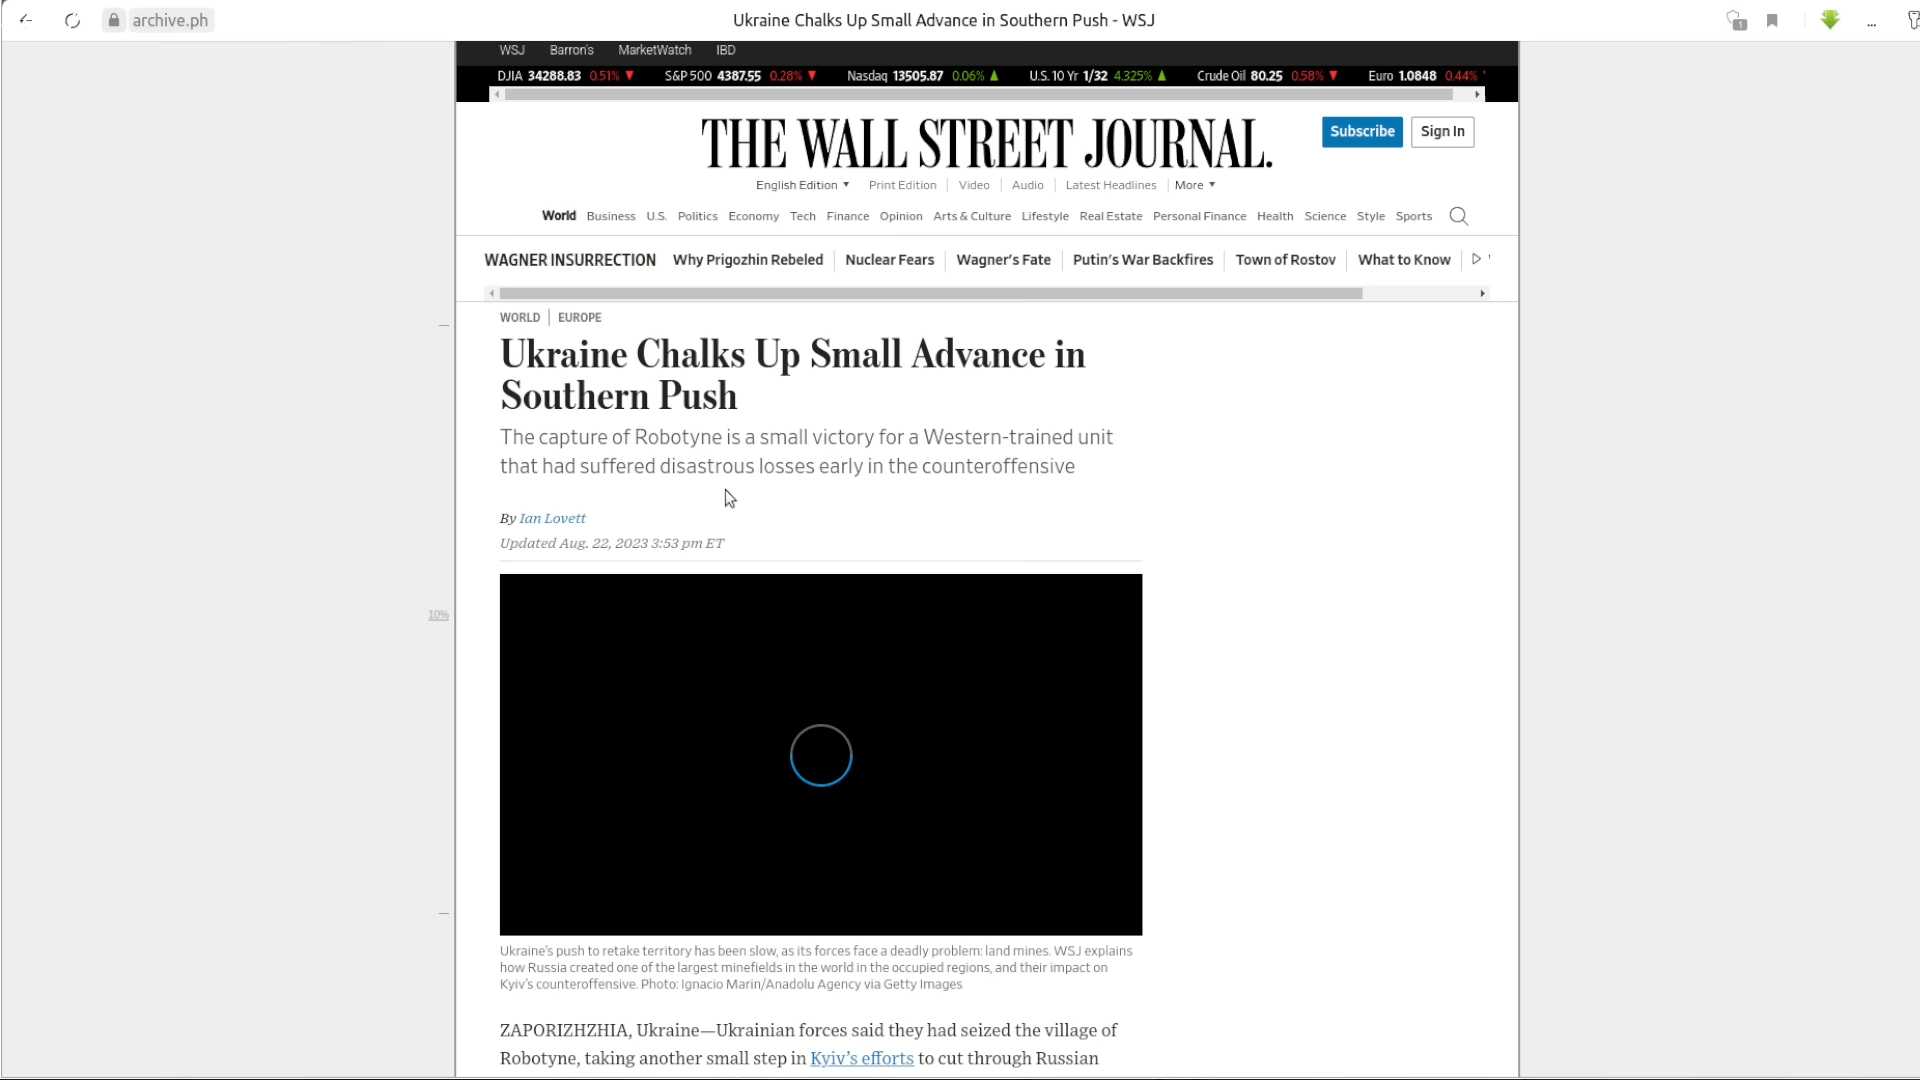 archive.ph
Ukraine Chalks Up Small Advance in Southern Push - WSJ
1
...
WSJ Barron's MarketWatch IBD
DJIA 34288.83 0.51% ▼ S&P 500 4387.55 0.28% ▼ Nasdaq 13505.87 0.06% ▲ U.S. 10 Yr 1/32 4.325% ▲ Crude Oil 80.25 0.58% ▼ Euro 1.0848 0.44%
THE WALL STREET JOURNAL.
Subscribe Sign In
English Edition ▼ Print Edition Video Audio Latest Headlines More ▼
World Business U.S. Politics Economy Tech Finance Opinion Arts & Culture Lifestyle Real Estate Personal Finance Health Science Style Sports
WAGNER INSURRECTION Why Prigozhin Rebeled Nuclear Fears Wagner's Fate Putin's War Backfires Town of Rostov What to Know
WORLD EUROPE
Ukraine Chalks Up Small Advance in
Southern Push
The capture of Robotyne is a small victory for a Western-trained unit
that had suffered disastrous losses early in the counteroffensive
By Ian Lovett
Updated Aug. 22, 2023 3:53 pm ET
10%
Ukraine's push to retake territory has been slow, as its forces face a deadly problem: land mines. WSJ explains
how Russia created one of the largest minefields in the world in the occupied regions, and their impact on
Kyiv's counteroffensive. Photo: Ignacio Marin/Anadolu Agency via Getty Images
ZAPORIZHZHIA, Ukraine—Ukrainian forces said they had seized the village of
Robotyne, taking another small step in Kyiv's efforts to cut through Russian